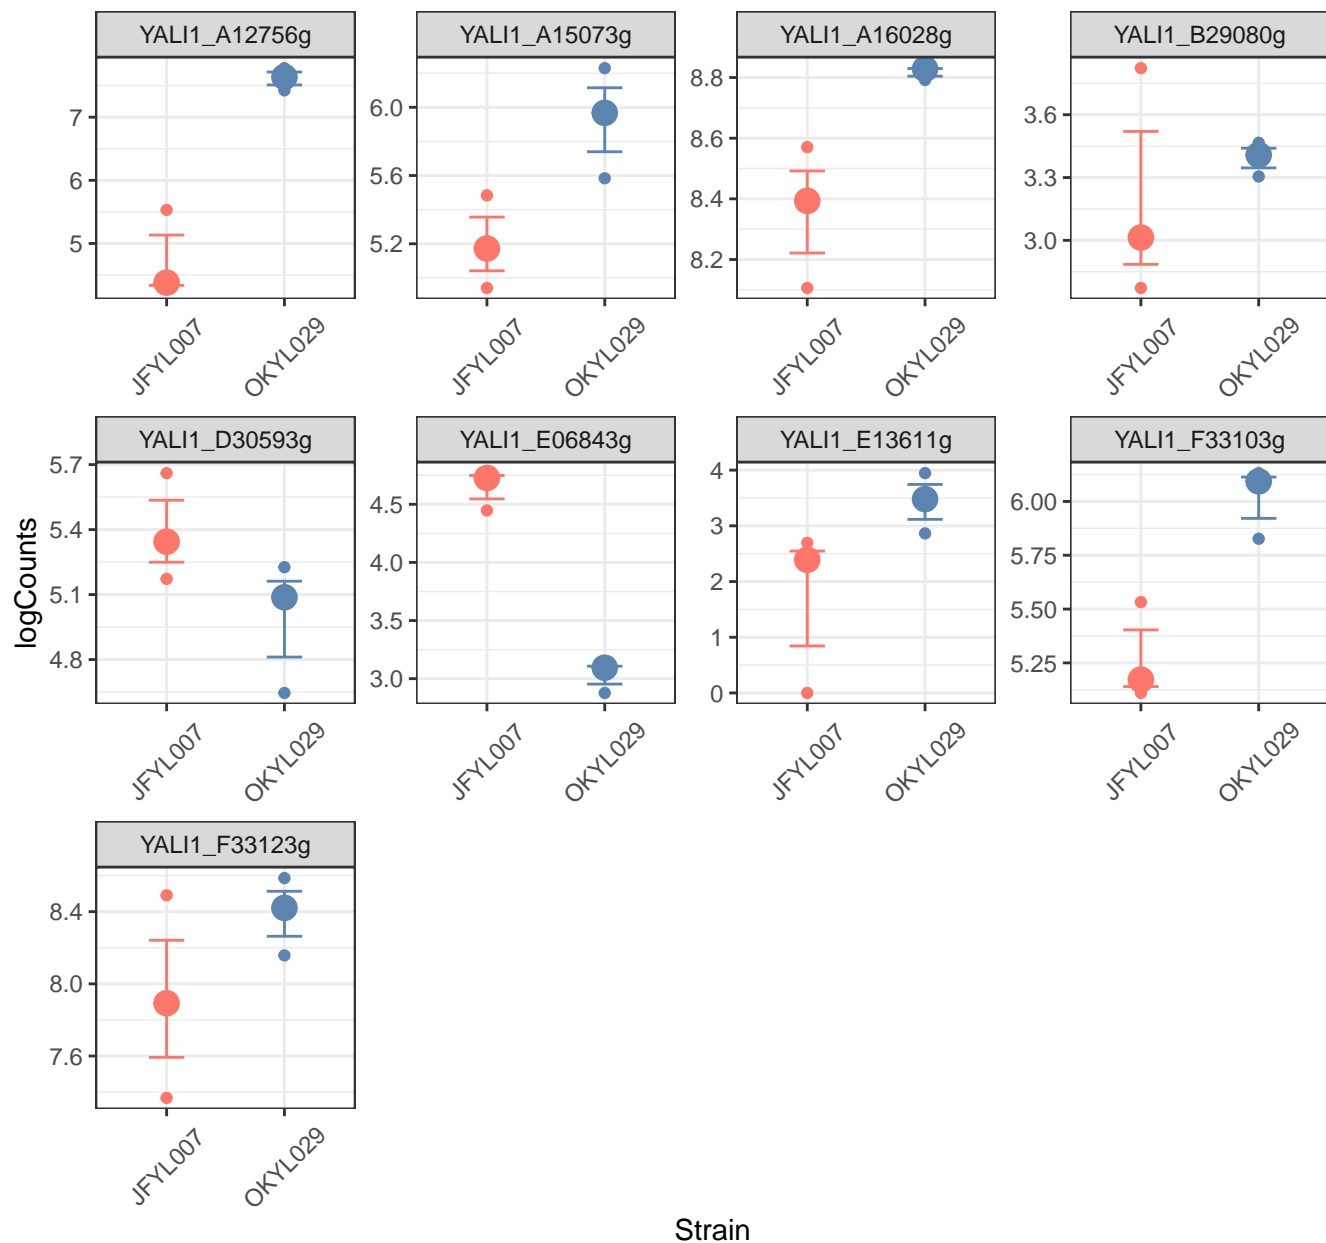 YALI1_A12756g
YALI1_A15073g
YALI1_A16028g
YALI1_B29080g
7
6
5
6.0
5.6
5.2
8.8
8.6
8.4
8.2
3.6
3.3
3.0
JFYL007
OKYL029
JFYL007
OKYL029
JFYL007
OKYL029
JFYL007
OKYL029
YALI1_D30593g
YALI1_E06843g
YALI1_E13611g
YALI1_F33103g
5.7
5.4
5.1
4.8
4.5
4.0
3.5
3.0
4
3
2
1
0
6.00
5.75
5.50
5.25
JFYL007
OKYL029
JFYL007
OKYL029
JFYL007
OKYL029
JFYL007
OKYL029
logCounts
YALI1_F33123g
8.4
8.0
7.6
JFYL007
OKYL029
Strain